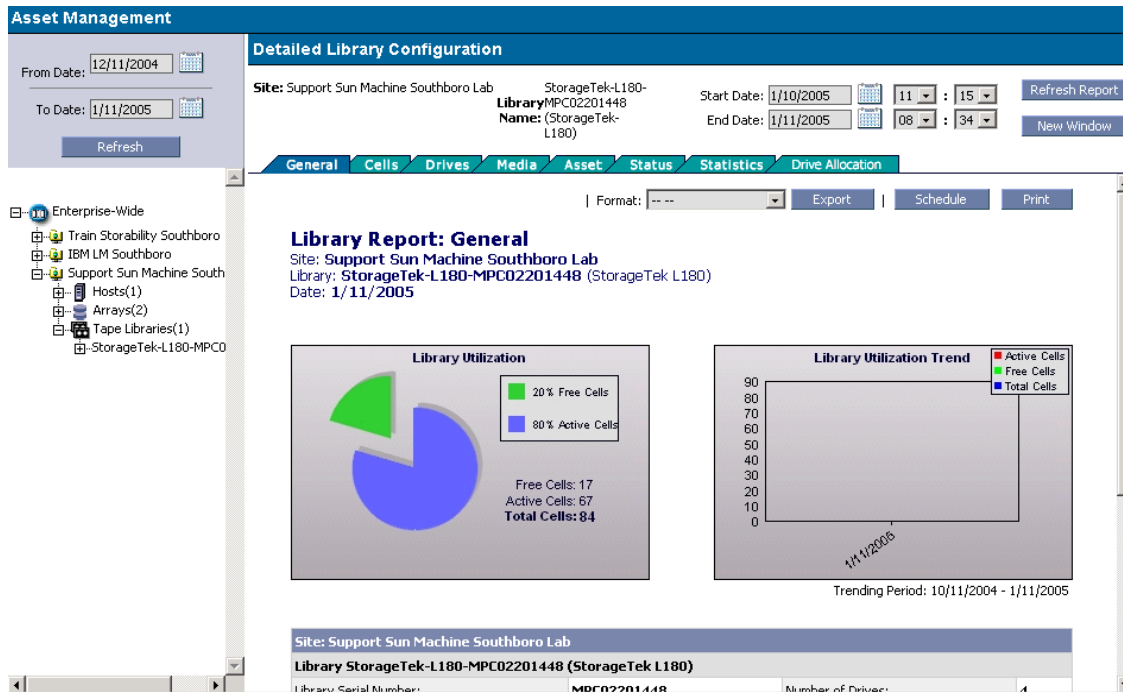 Asset Management
From Date: 12/11/2004
To Date: 1/11/2005
Refresh
Enterprise-Wide
Train Storability Southboro
IBM LM Southboro
Support Sun Machine South
Hosts(1)
Arrays(2)
Tape Libraries(1)
StorageTek-L180-MPC0
Detailed Library Configuration
Site: Support Sun Machine Southboro Lab
Library Name: StorageTek-L180-MPC02201448 (StorageTek-L180)
Start Date: 1/10/2005 11 : 15
End Date: 1/11/2005 08 : 34
Refresh Report
New Window
General Cells Drives Media Asset Status Statistics Drive Allocation
| Format: -- -- Export | Schedule Print
Library Report: General
Site: Support Sun Machine Southboro Lab
Library: StorageTek-L180-MPC02201448 (StorageTek L180)
Date: 1/11/2005
Library Utilization
20% Free Cells
80% Active Cells
Free Cells: 17
Active Cells: 67
Total Cells: 84
Library Utilization Trend
Active Cells
Free Cells
Total Cells
90
80
70
60
50
40
30
20
10
0
1/11/2005
Trending Period: 10/11/2004 - 1/11/2005
Site: Support Sun Machine Southboro Lab
Library StorageTek-L180-MPC02201448 (StorageTek L180)
Library Serial Number: MPC02201448 Number of Drives: 4